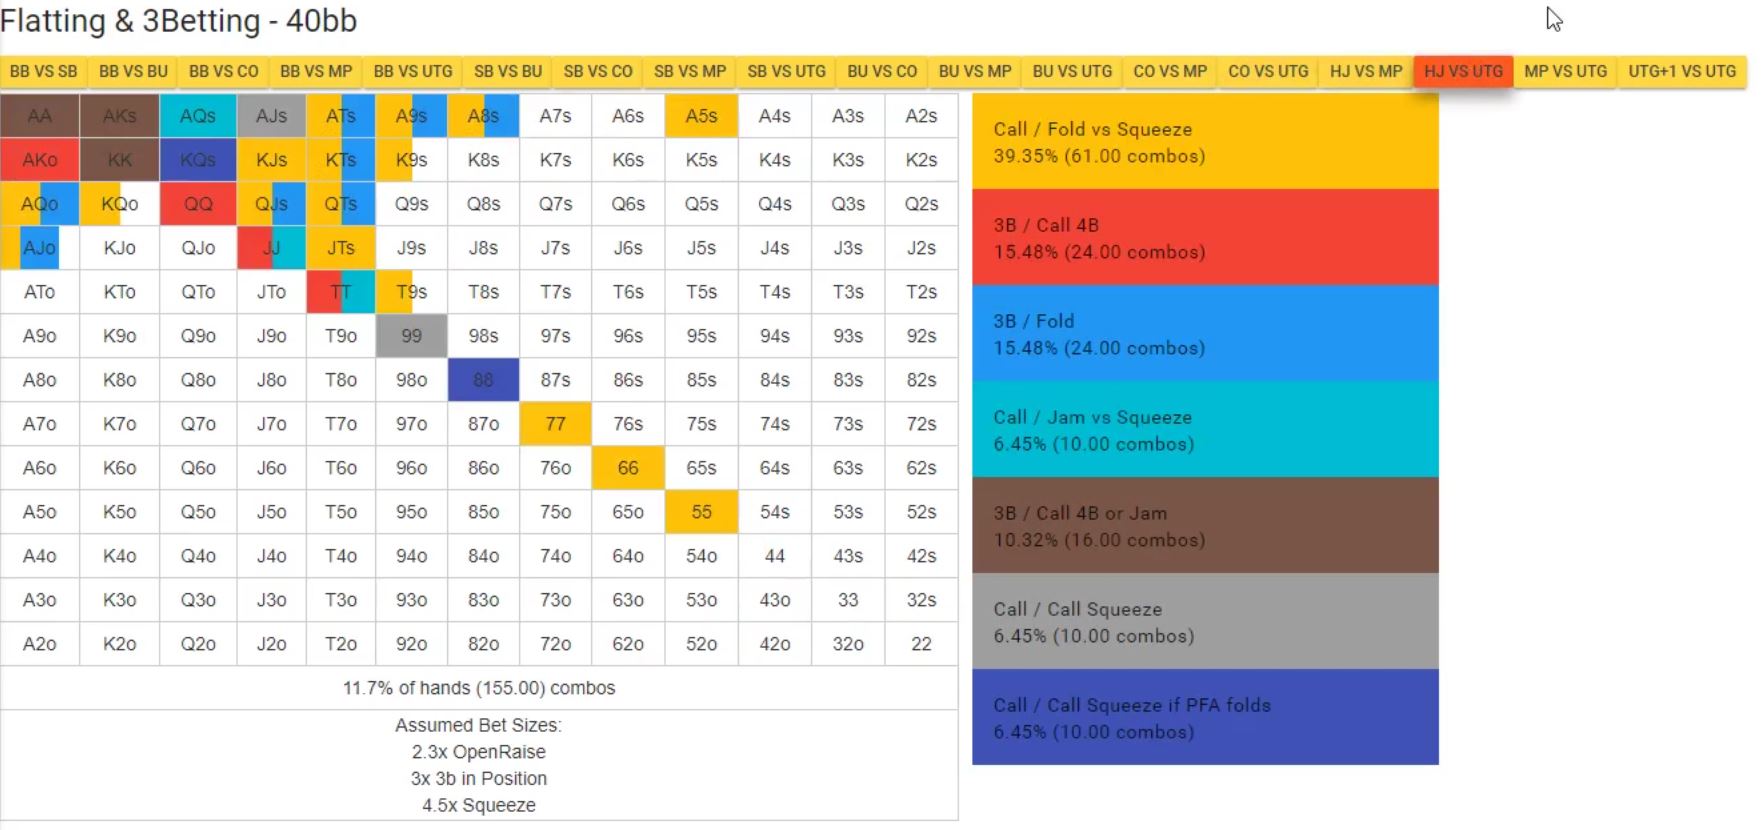 Flatting & 3Betting - 40bb
BB VS SB BB VS BU BB VS CO BB VS MP BB VS UTG SB VS BU SB VS CO SB VS MP SB VS UTG BU VS CO BU VS MP BU VS UTG CO VS MP CO VS UTG HJ VS MP HJ VS UTG MP VS UTG UTG+1 VS UTG
AA AKs AQs AJs ATs A9s A8s A7s A6s A5s A4s A3s A2s
AKo KK KQs KJs KTs K9s K8s K7s K6s K5s K4s K3s K2s
AQo KQo QQ QJs QTs Q9s Q8s Q7s Q6s Q5s Q4s Q3s Q2s
AJo KJo QJo JJ JTs J9s J8s J7s J6s J5s J4s J3s J2s
ATo KTo QTo JTo TT T9s T8s T7s T6s T5s T4s T3s T2s
A9o K9o Q9o J9o T9o 99 98s 97s 96s 95s 94s 93s 92s
A8o K8o Q8o J8o T8o 98o 88 87s 86s 85s 84s 83s 82s
A7o K7o Q7o J7o T7o 97o 87o 77 76s 75s 74s 73s 72s
A6o K6o Q6o J6o T6o 96o 86o 76o 66 65s 64s 63s 62s
A5o K5o Q5o J5o T5o 95o 85o 75o 65o 55 54s 53s 52s
A4o K4o Q4o J4o T4o 94o 84o 74o 64o 54o 44 43s 42s
A3o K3o Q3o J3o T3o 93o 83o 73o 63o 53o 43o 33 32s
A2o K2o Q2o J2o T2o 92o 82o 72o 62o 52o 42o 32o 22
11.7% of hands (155.00) combos
Assumed Bet Sizes:
2.3x OpenRaise
3x 3b in Position
4.5x Squeeze
Call / Fold vs Squeeze
39.35% (61.00 combos)
3B / Call 4B
15.48% (24.00 combos)
3B / Fold
15.48% (24.00 combos)
Call / Jam vs Squeeze
6.45% (10.00 combos)
3B / Call 4B or Jam
10.32% (16.00 combos)
Call / Call Squeeze
6.45% (10.00 combos)
Call / Call Squeeze if PFA folds
6.45% (10.00 combos)